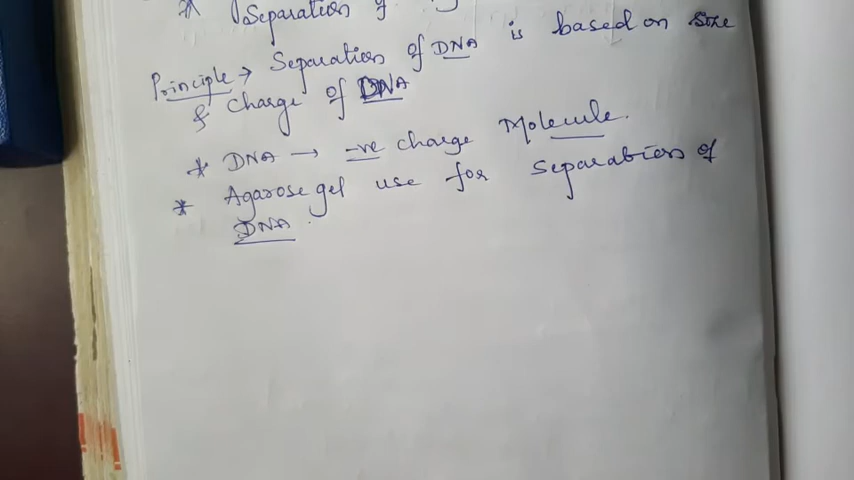 * Separation of
Principle → Separation of DNA is based on size
& charge of DNA
* DNA → -ve charge Molecule.
* Agarose gel use for separation of
DNA.